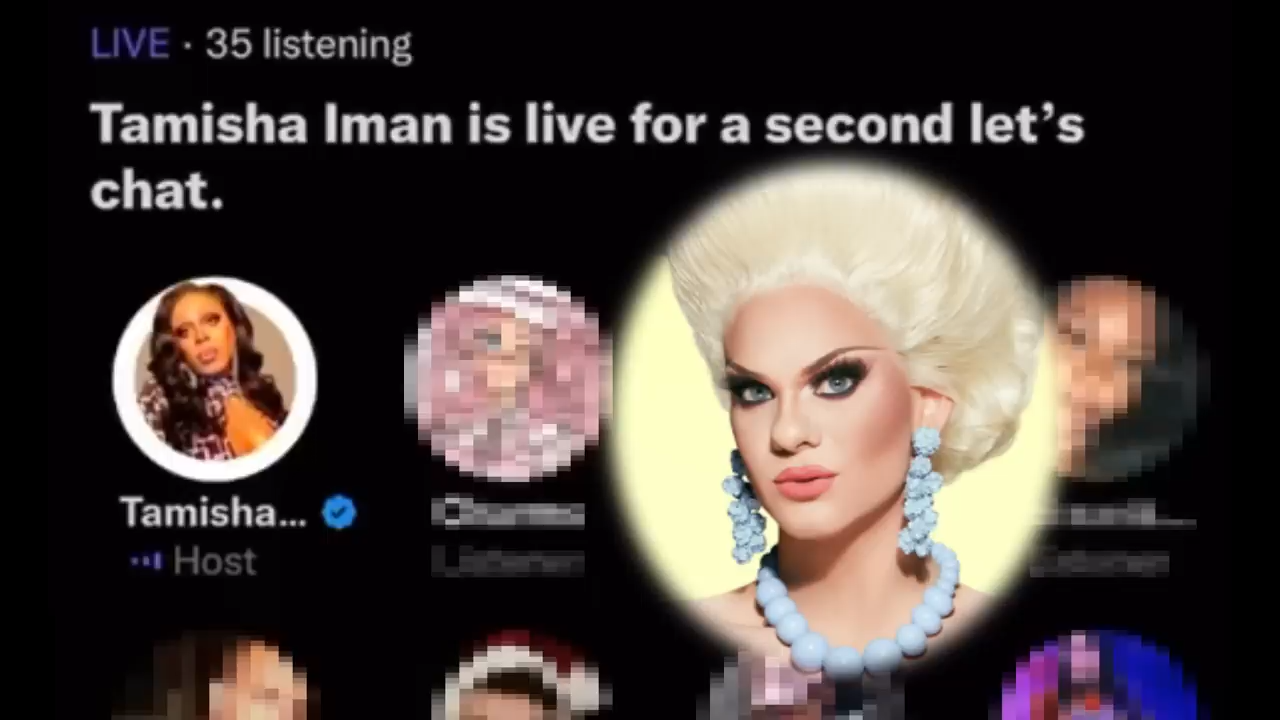 LIVE · 35 listening
Tamisha Iman is live for a second let’s
chat.
Tamisha...
Host